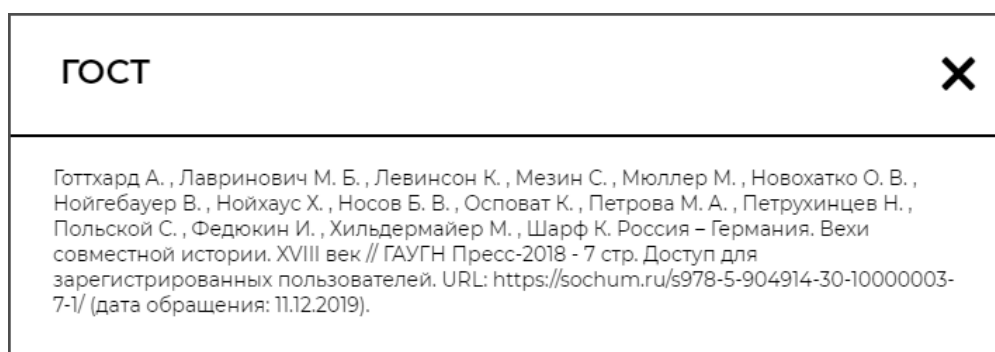 ГОСТ
Готтхард А. , Лавринович М. Б. , Левинсон К. , Мезин С. , Мюллер М. , Новохатко О. В. ,
Нойгебауер В. , Нойхаус Х. , Носов Б. В. , Осповат К. , Петрова М. А. , Петрухинцев Н. ,
Польской С. , Федюкин И. , Хильдермайер М. , Шарф К. Россия – Германия. Вехи
совместной истории. XVIII век // ГАУГН Пресс-2018 - 7 стр. Доступ для
зарегистрированных пользователей. URL: https://sochum.ru/s978-5-904914-30-10000003-
7-1/ (дата обращения: 11.12.2019).